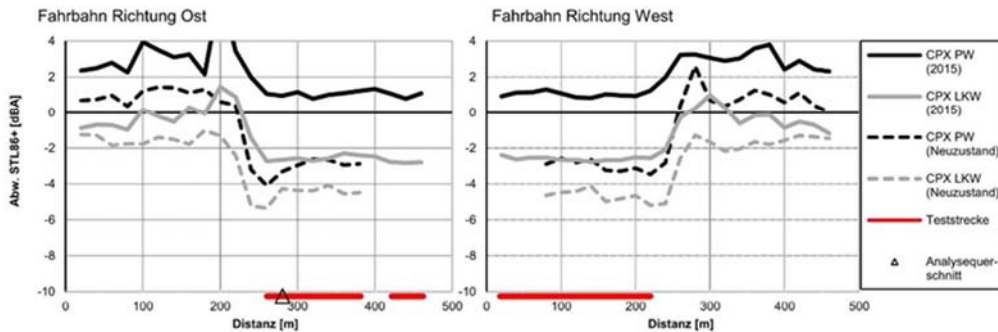 Fahrbahn Richtung Ost
Abw. STL86+ [dBA]
4
2
0
-2
-4
-6
-8
-10
0
100
200
300
400
500
Distanz [m]
Fahrbahn Richtung West
4
2
0
-2
-4
-6
-8
-10
0
100
200
300
400
500
Distanz [m]
CPX PW
(2015)
CPX LKW
(2015)
CPX PW
(Neuzustand)
CPX LKW
(Neuzustand)
Teststrecke
Analysequer-
schnitt